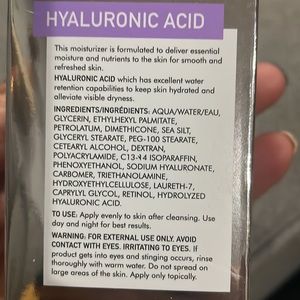 HYALURONIC ACID
This moisturizer is formulated to deliver essential
moisture and nutrients to the skin for smooth and
refreshed skin.
HYALURONIC ACID which has excellent water
retention capabilities to keep skin hydrated and
alleviate visible dryness.
INGREDIENTS/INGRÉDIENTS: AQUA/WATER/EAU,
GLYCERIN, ETHYLHEXYL PALMITATE,
PETROLATUM, DIMETHICONE, SEA SILT,
GLYCERYL STEARATE, PEG-100 STEARATE,
CETEARYL ALCOHOL, DEXTRAN,
POLYACRYLAMIDE, C13-14 ISOPARAFFIN,
PHENOXYETHANOL, SODIUM HYALURONATE,
CARBOMER, TRIETHANOLAMINE,
HYDROXYETHYLCELLULOSE, LAURETH-7,
CAPRYLYL GLYCOL, RETINOL, HYDROLYZED
HYALURONIC ACID.
TO USE: Apply evenly to skin after cleansing. Use
day and night for best results.
WARNING: FOR EXTERNAL USE ONLY. AVOID
CONTACT WITH EYES. IRRITATING TO EYES. If
product gets into eyes and stinging occurs, rinse
thoroughly with warm water. Do not spread on
large areas of the skin. Apply only topically.